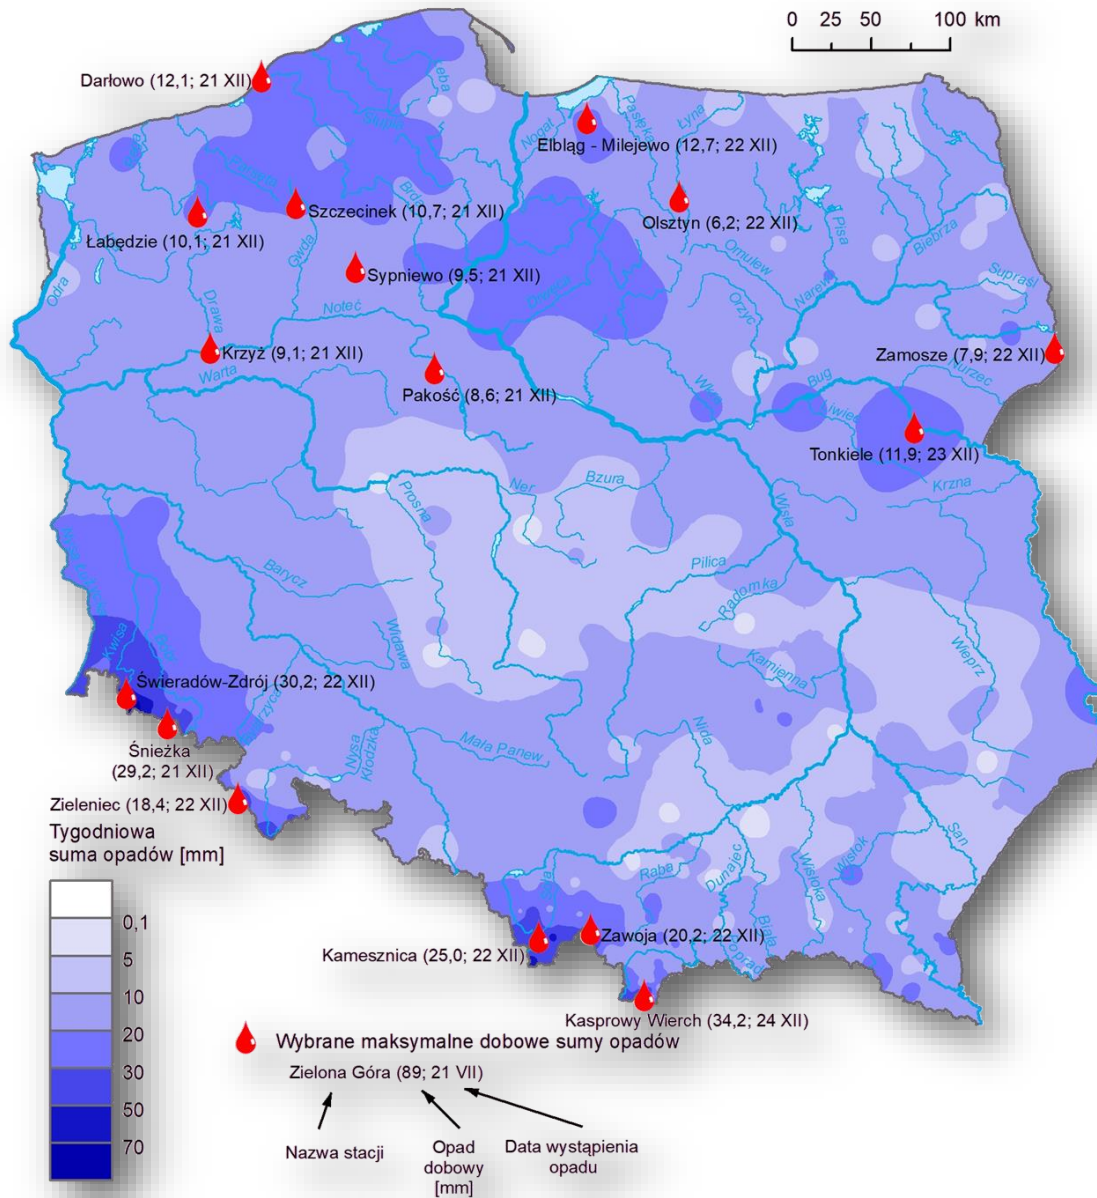 0 25 50 100 km
Darłowo (12,1; 21 XII)
Łeba
Słupia
Nogat
Pasłęka
Łyna
Elbląg - Milejewo (12,7; 22 XII)
Parsęta
Brda
Szczecinek (10,7; 21 XII)
Olsztyn (6,2; 22 XII)
Łabędzie (10,1; 21 XII)
Gwda
Pisa
Biebrza
Omulew
Sypniewo (9,5; 21 XII)
Supraśl
Odra
Drawa
Noteć
Drwęca
Orzyc
Narew
Krzyż (9,1; 21 XII)
Zamosze (7,9; 22 XII)
Warta
Pakość (8,6; 21 XII)
Wkra
Bug
Nurzec
Liwiec
Tonkiele (11,9; 23 XII)
Krzna
Prosna
Ner
Bzura
Wisła
Nysa Łużycka
Barycz
Pilica
Radomka
Kwisa
Bóbr
Widawa
Kamienna
Wieprz
Świeradów-Zdrój (30,2; 22 XII)
Bystrzyca
Nida
Śnieżka
(29,2; 21 XII)
Nysa
Kłodzka
Mała Panew
Zieleniec (18,4; 22 XII)
Tygodniowa
suma opadów [mm]
San
Wisłok
Raba
Dunajec
Wisłoka
Wisła
Biała
Poprad
0,1
5
10
20
30
50
70
Zawoja (20,2; 22 XII)
Kamesznica (25,0; 22 XII)
Kasprowy Wierch (34,2; 24 XII)
Wybrane maksymalne dobowe sumy opadów
Zielona Góra (89; 21 VII)
Nazwa stacji
Opad
dobowy
[mm]
Data wystąpienia
opadu